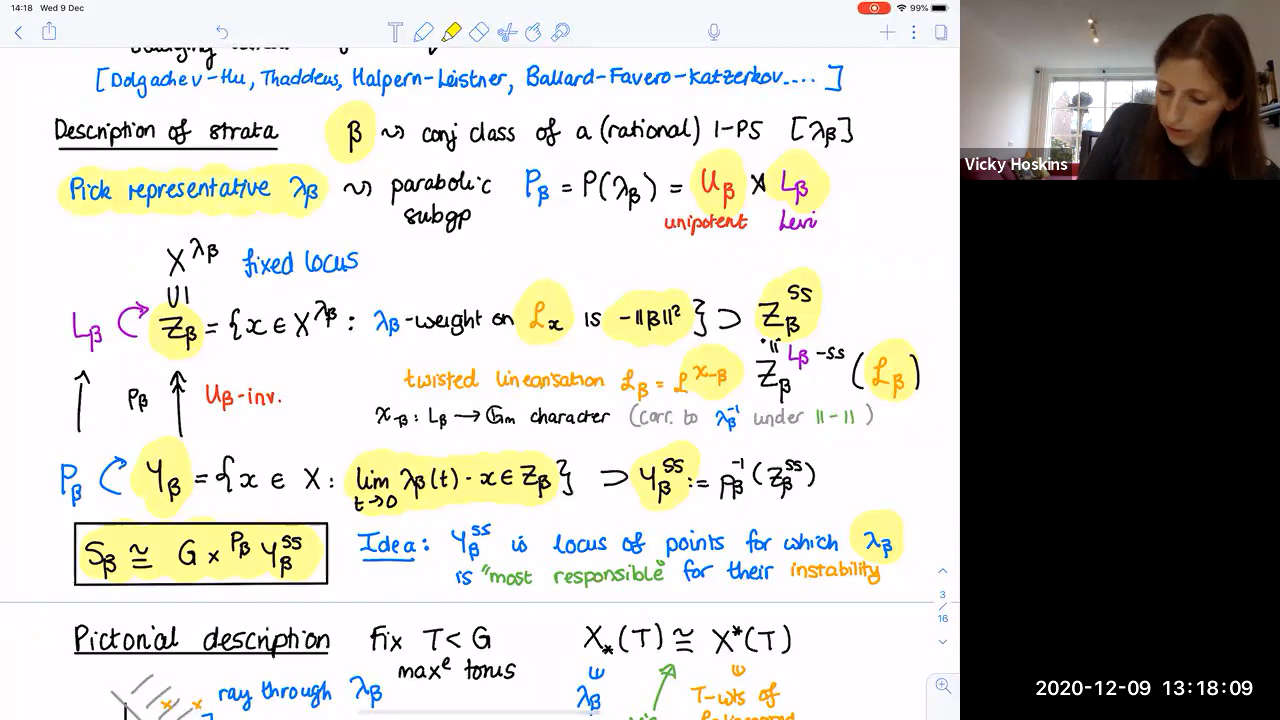 14:18 Wed 9 Dec
99%
[Dolgachev-Hu, Thaddeus, Halpern-Leistner, Ballard-Favero-Katzerkov....]
Description of strata β ⇝ conj class of a (rational) 1-PS [λβ]
Pick representative λβ ⇝ parabolic subgp Pβ = P(λβ) = Uβ ⋊ Lβ
unipotent Levi
X^λβ fixed locus
UI
Lβ ↷ Zβ = {x ∈ X^λβ : λβ-weight on ℒx is -||β||²} ⊃ Zβ^ss
"
twisted linearisation ℒβ = ℒ^χ-β Zβ^Lβ-ss (ℒβ)
pβ Uβ-inv.
χ-β : Lβ → Gm character (corr. to λβ^-1 under ||-||)
Pβ ↷ Yβ = {x ∈ X : lim t→0 λβ(t)·x ∈ Zβ} ⊃ Yβ^ss := pβ^-1(Zβ^ss)
Sβ ≅ G ×^Pβ Yβ^ss
Idea: Yβ^ss is locus of points for which λβ
is "most responsible" for their instability
3
/
16
Pictorial description Fix T < G X*(T) ≅ X*(T)
max^e torus
ray through λβ
λβ T-wts of
Vicky Hoskins
2020-12-09 13:18:09